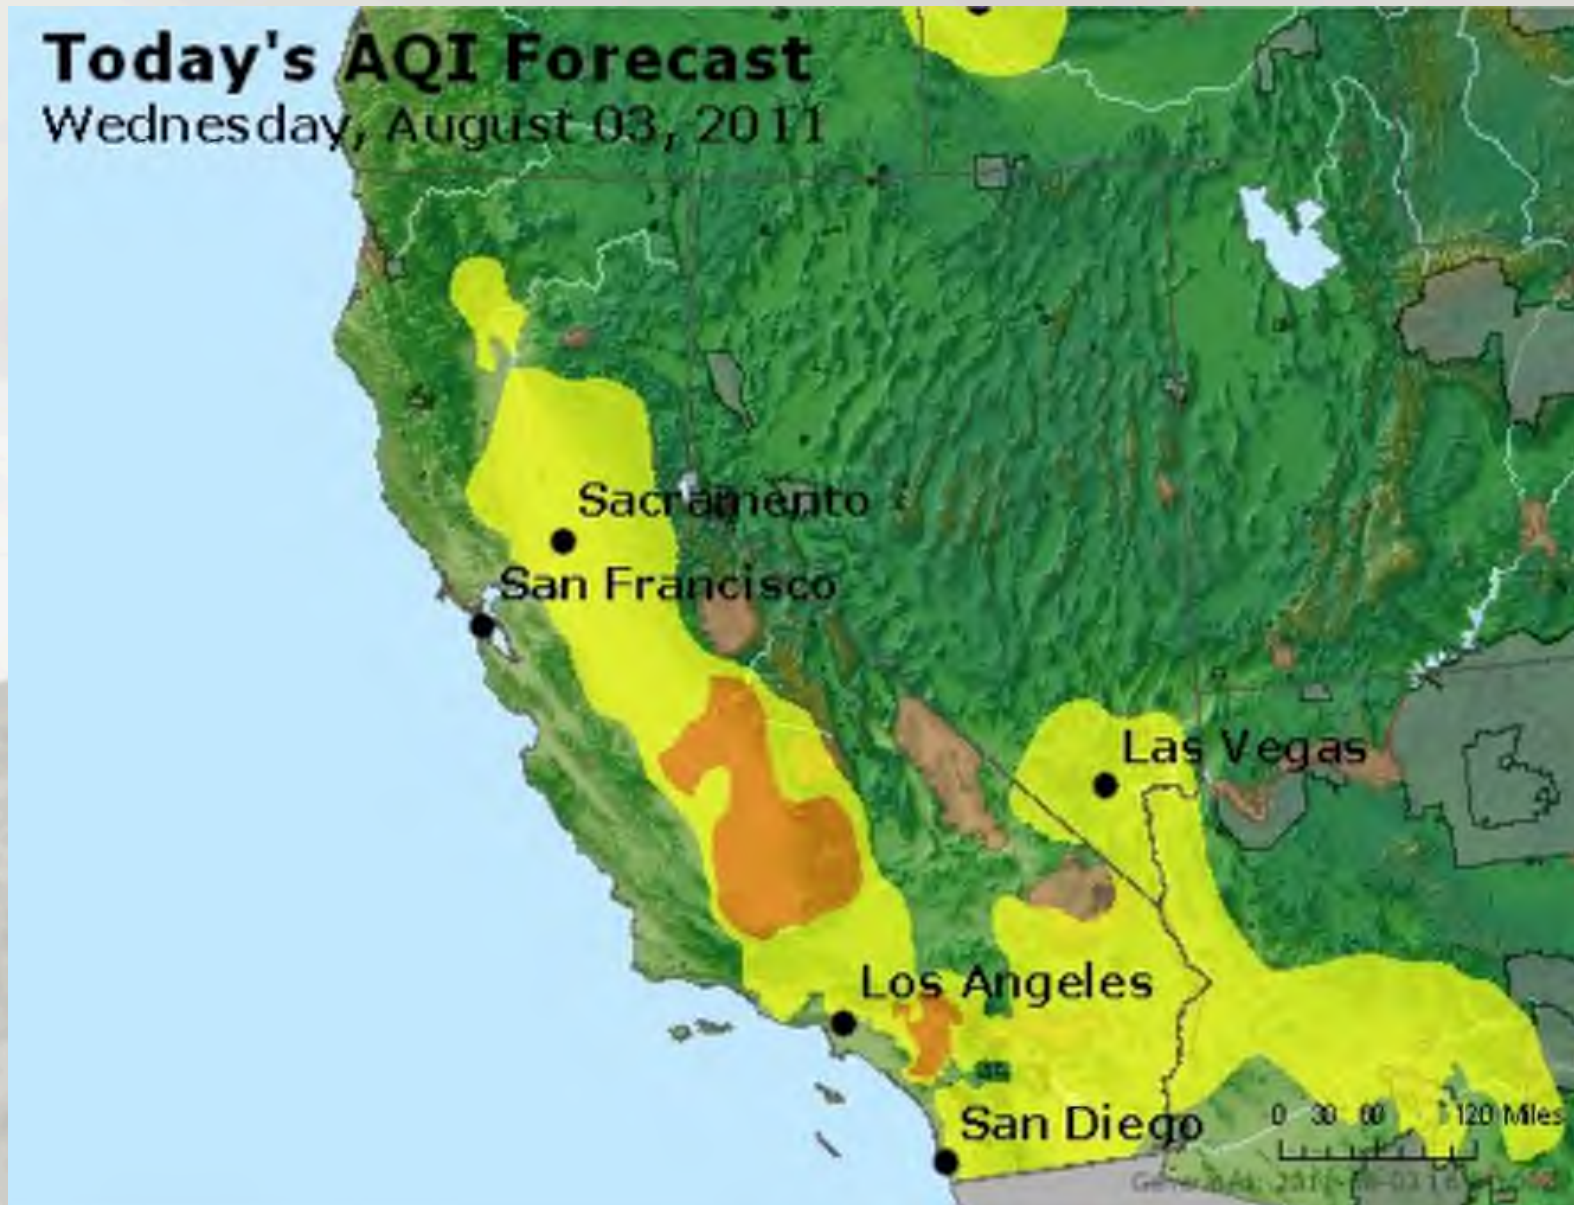 Today's AQI Forecast
Wednesday, August 03, 2011
Sacramento
San Francisco
Las Vegas
Los Angeles
San Diego
0 30 60 120 Miles